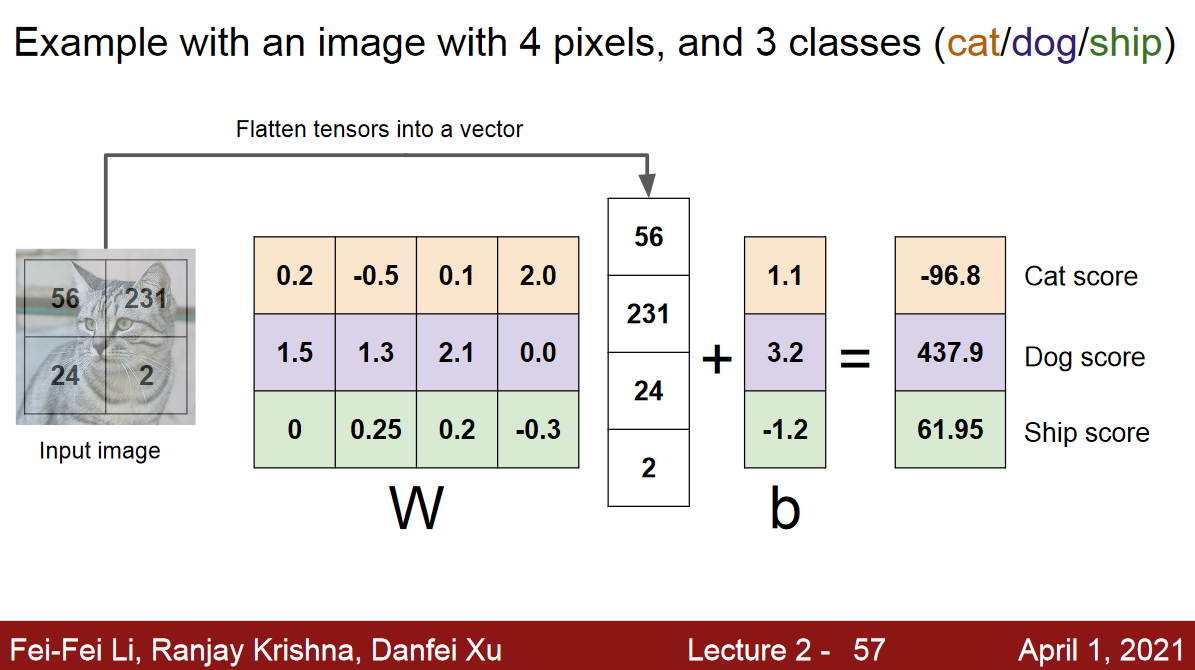 Example with an image with 4 pixels, and 3 classes (cat/dog/ship)
Flatten tensors into a vector
56 231
24 2
Input image
0.2 -0.5 0.1 2.0
1.5 1.3 2.1 0.0
0 0.25 0.2 -0.3
W
56
231
24
2
+
1.1
3.2
-1.2
b
=
-96.8 Cat score
437.9 Dog score
61.95 Ship score
Fei-Fei Li, Ranjay Krishna, Danfei Xu Lecture 2 - 57 April 1, 2021